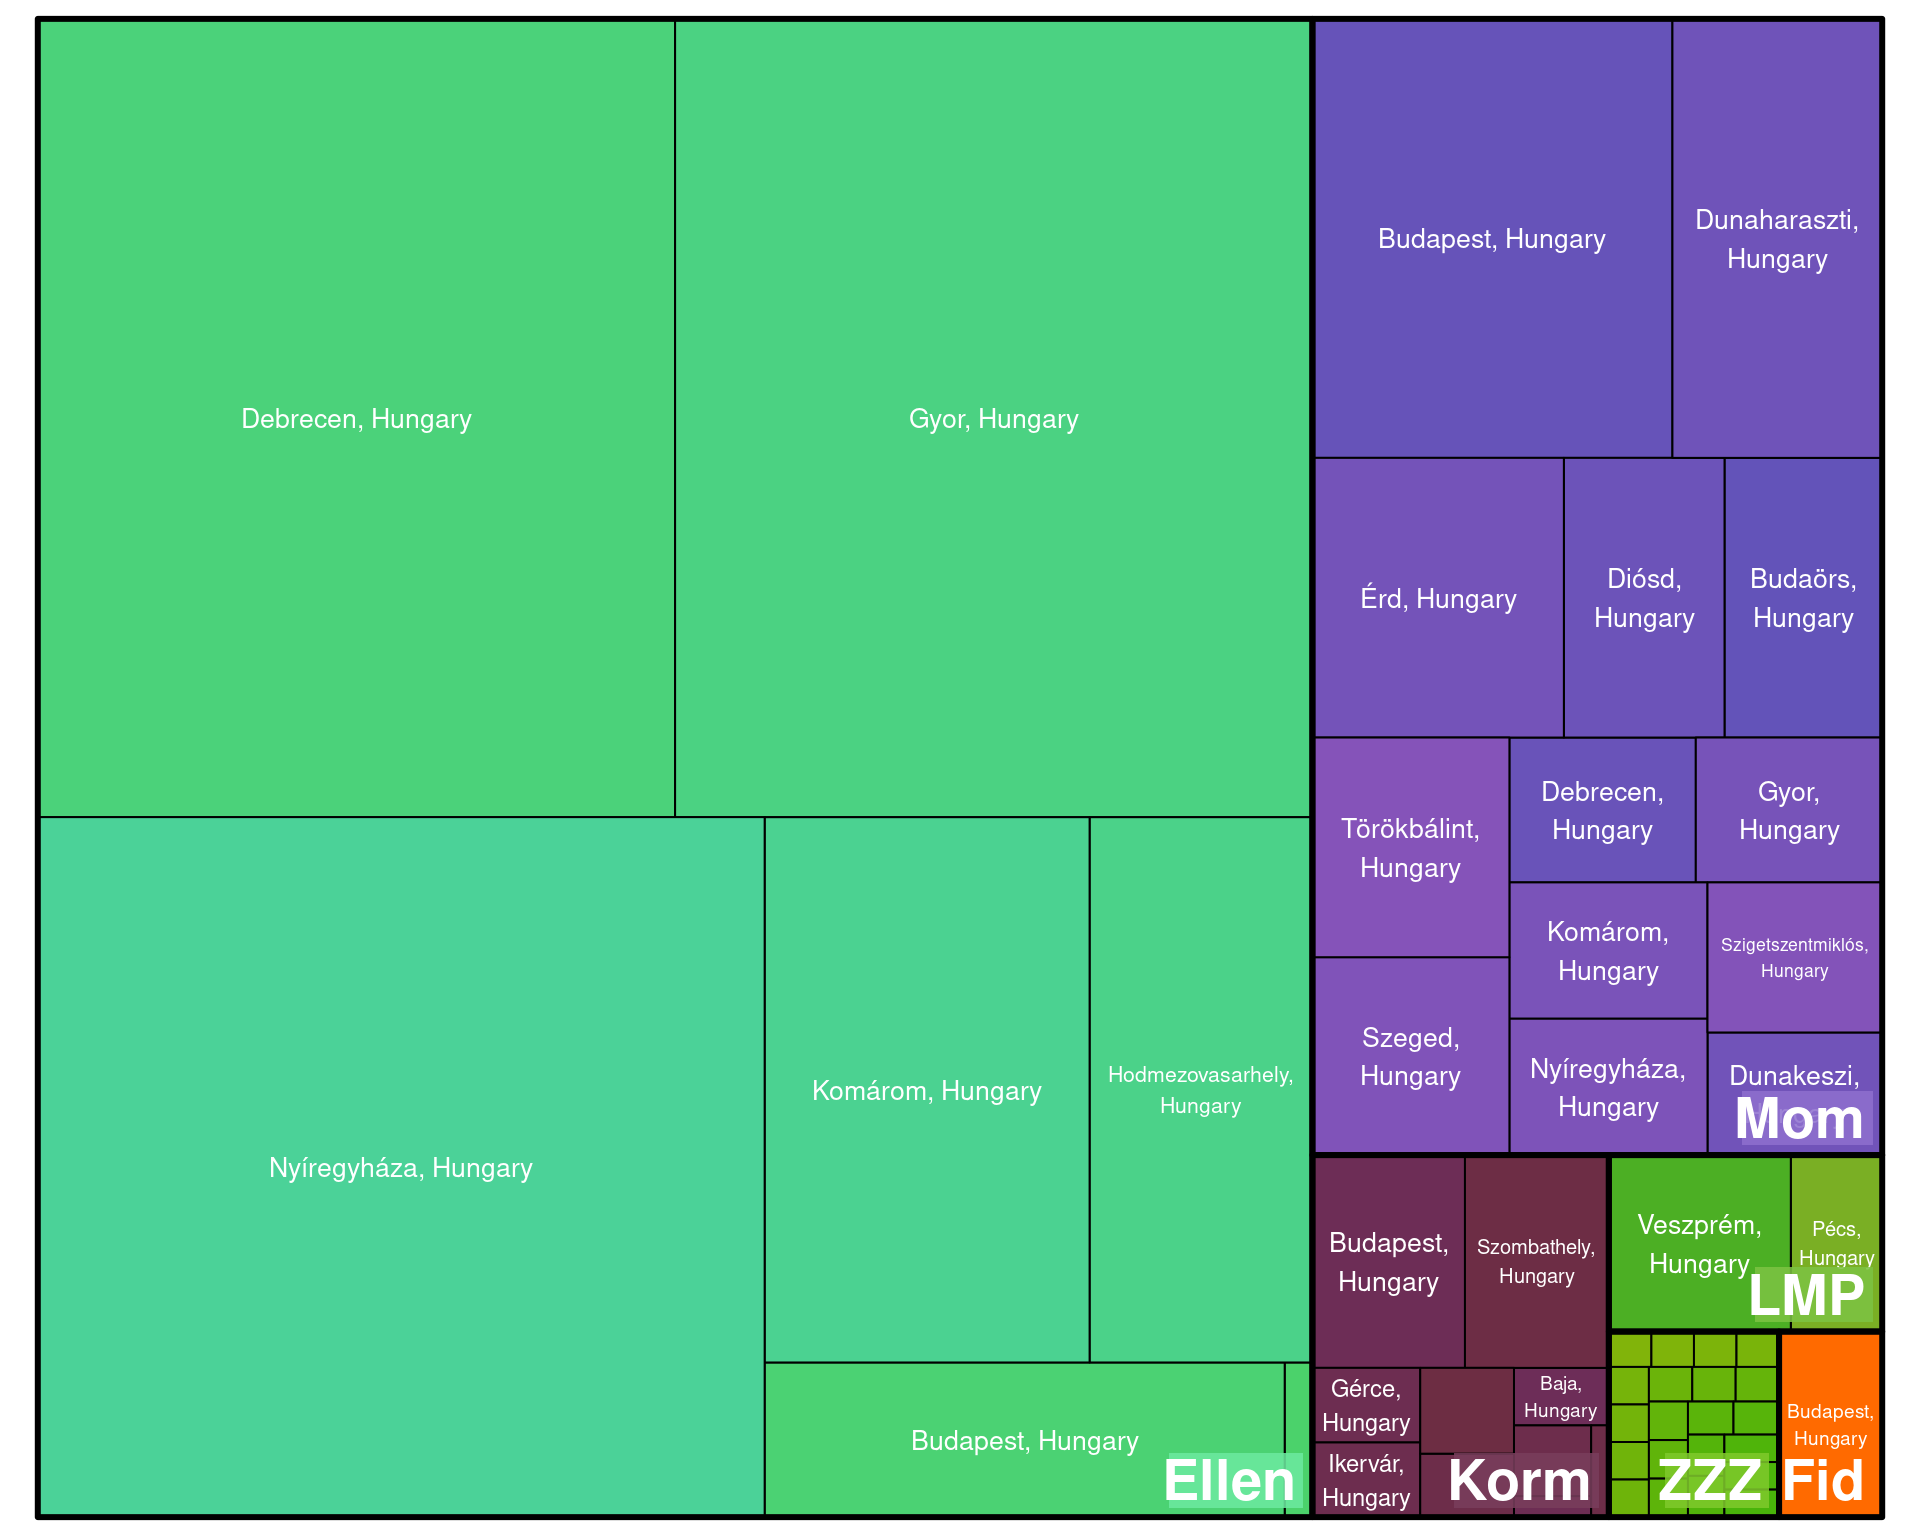 Debrecen, Hungary
Gyor, Hungary
Nyíregyháza, Hungary
Komárom, Hungary
Hodmezovasarhely,
Hungary
Budapest, Hungary
Ellen
Budapest, Hungary
Dunaharaszti,
Hungary
Érd, Hungary
Diósd,
Hungary
Budaörs,
Hungary
Törökbálint,
Hungary
Debrecen,
Hungary
Gyor,
Hungary
Szeged,
Hungary
Komárom,
Hungary
Szigetszentmiklós,
Hungary
Nyíregyháza,
Hungary
Dunakeszi,
Mom
Budapest,
Hungary
Szombathely,
Hungary
Gérce,
Hungary
Ikervár,
Hungary
Baja,
Hungary
Korm
Veszprém,
Hungary
Pécs,
Hungary
LMP
ZZZ
Budapest,
Hungary
Fid